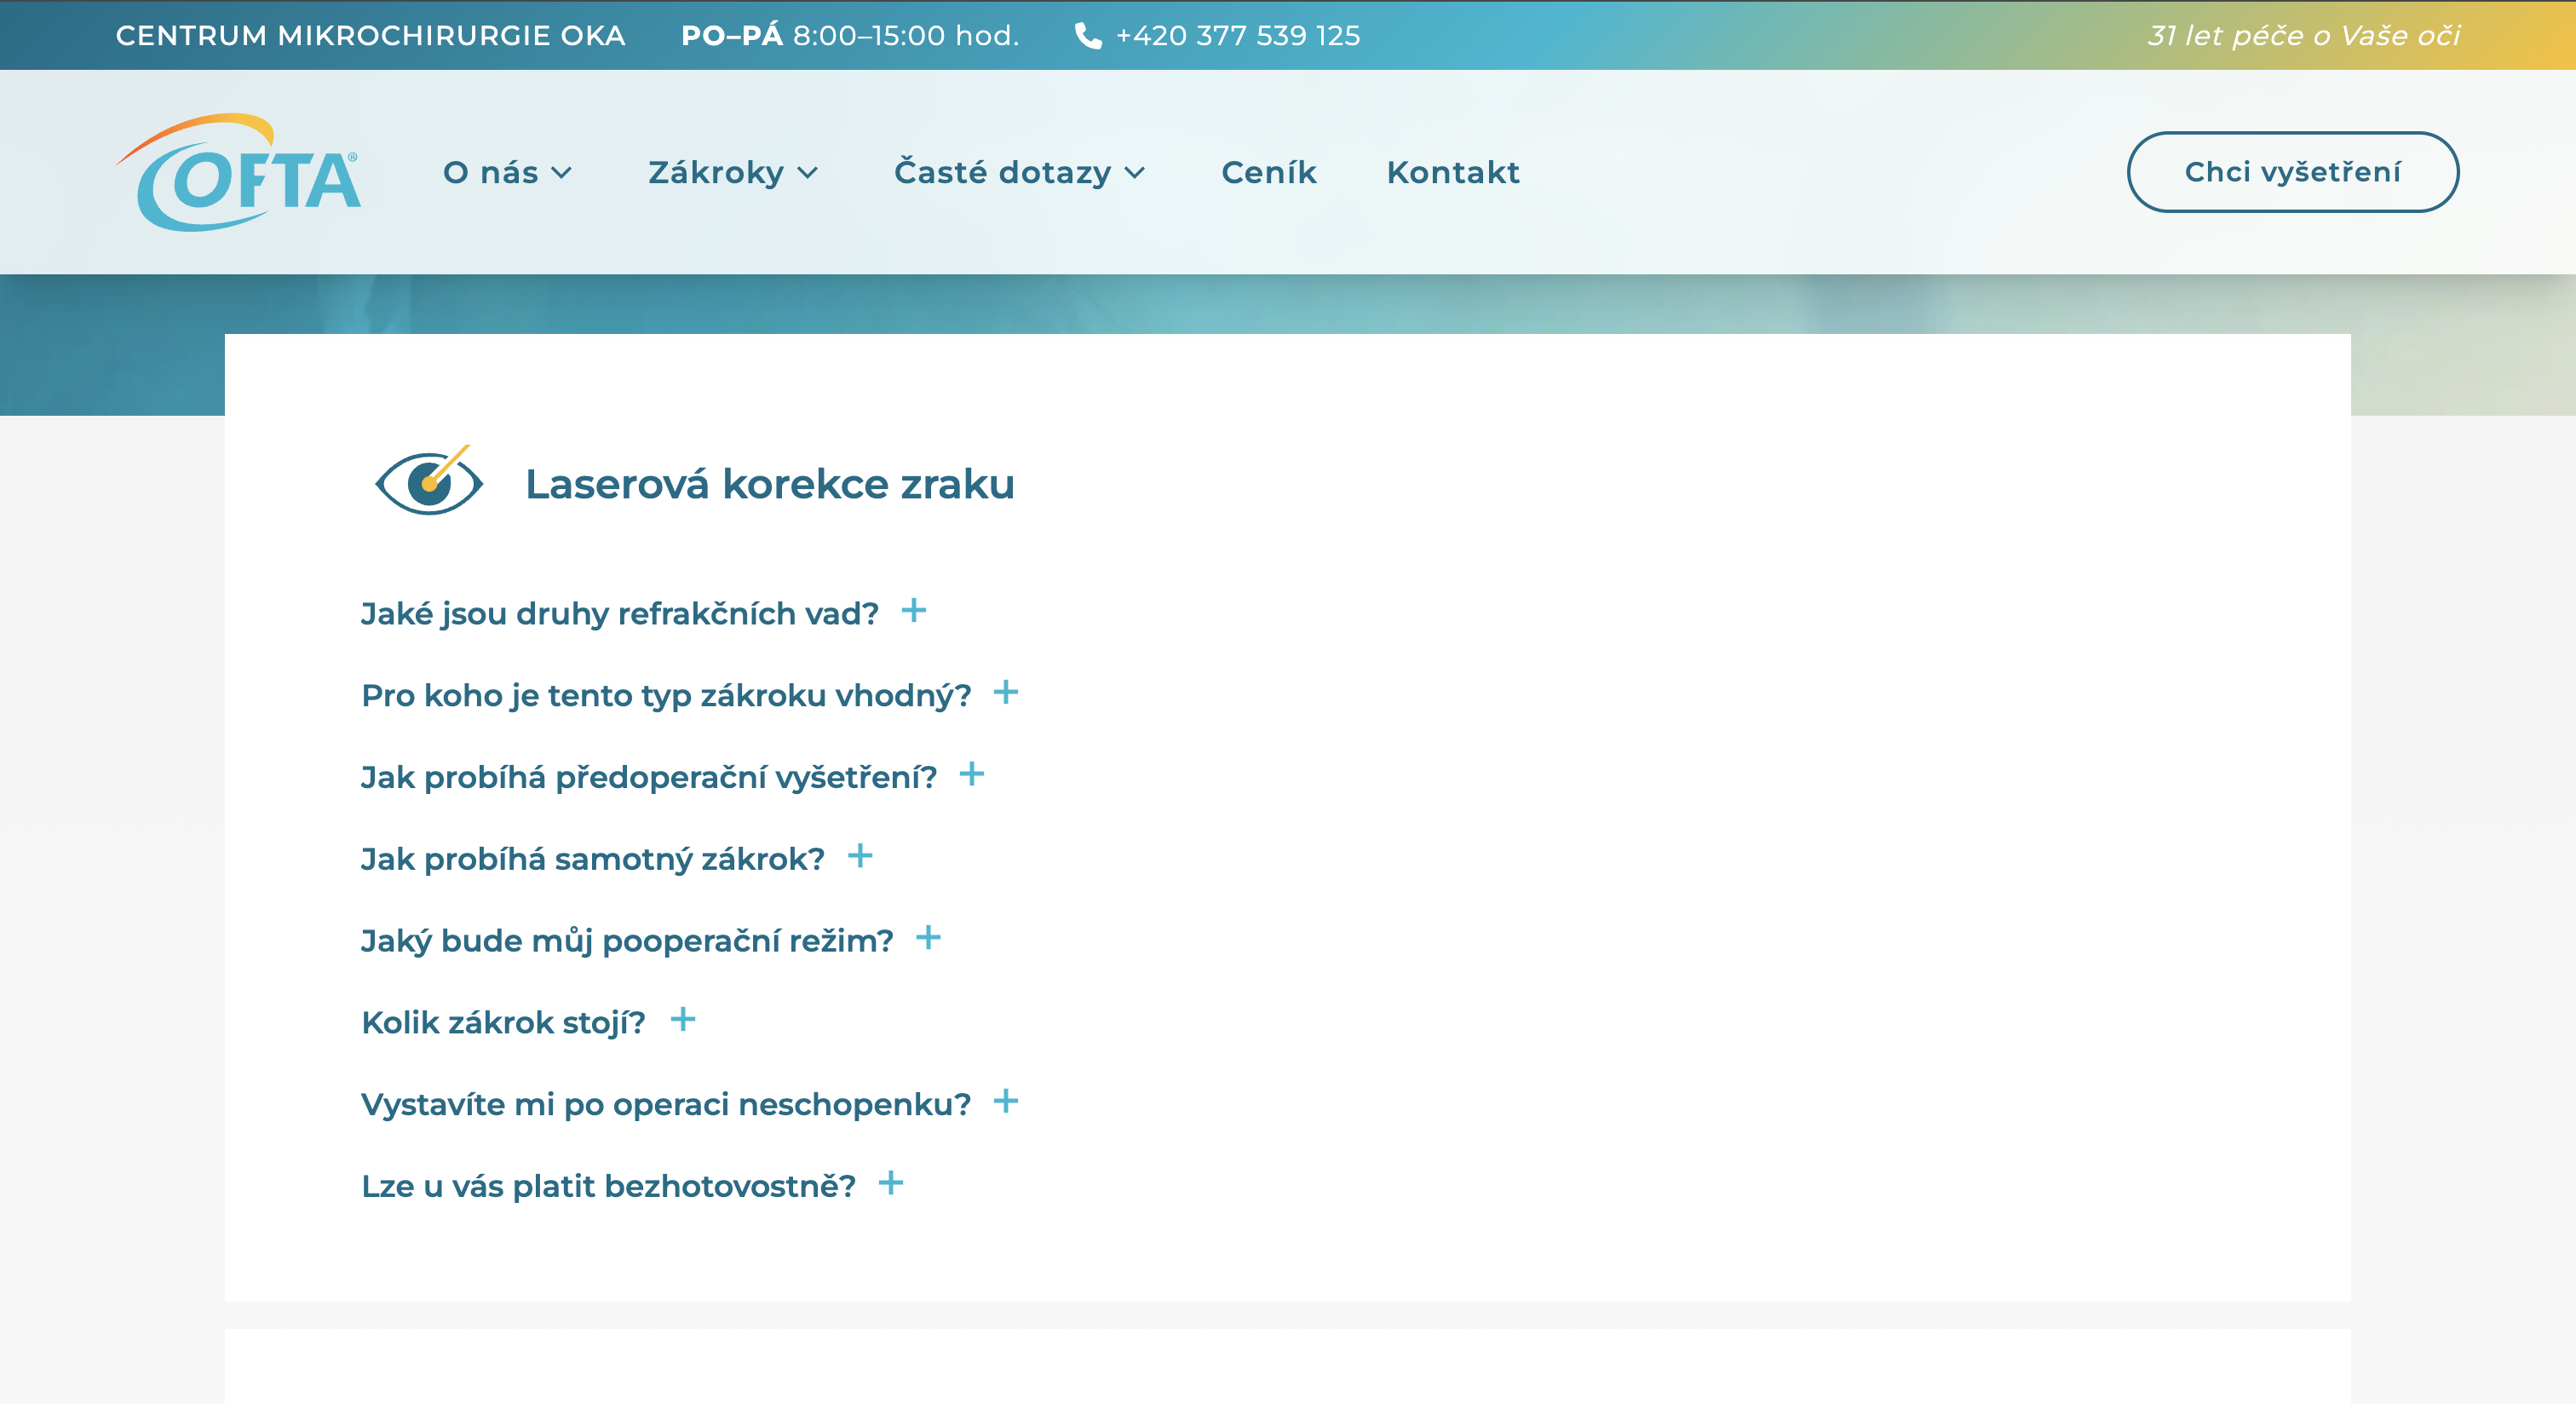 CENTRUM MIKROCHIRURGIE OKA PO–PÁ 8:00–15:00 hod. +420 377 539 125 31 let péče o Vaše oči
OFTA® O nás Zákroky Časté dotazy Ceník Kontakt Chci vyšetření
Laserová korekce zraku
Jaké jsou druhy refrakčních vad? +
Pro koho je tento typ zákroku vhodný? +
Jak probíhá předoperační vyšetření? +
Jak probíhá samotný zákrok? +
Jaký bude můj pooperační režim? +
Kolik zákrok stojí? +
Vystavíte mi po operaci neschopenku? +
Lze u vás platit bezhotovostně? +